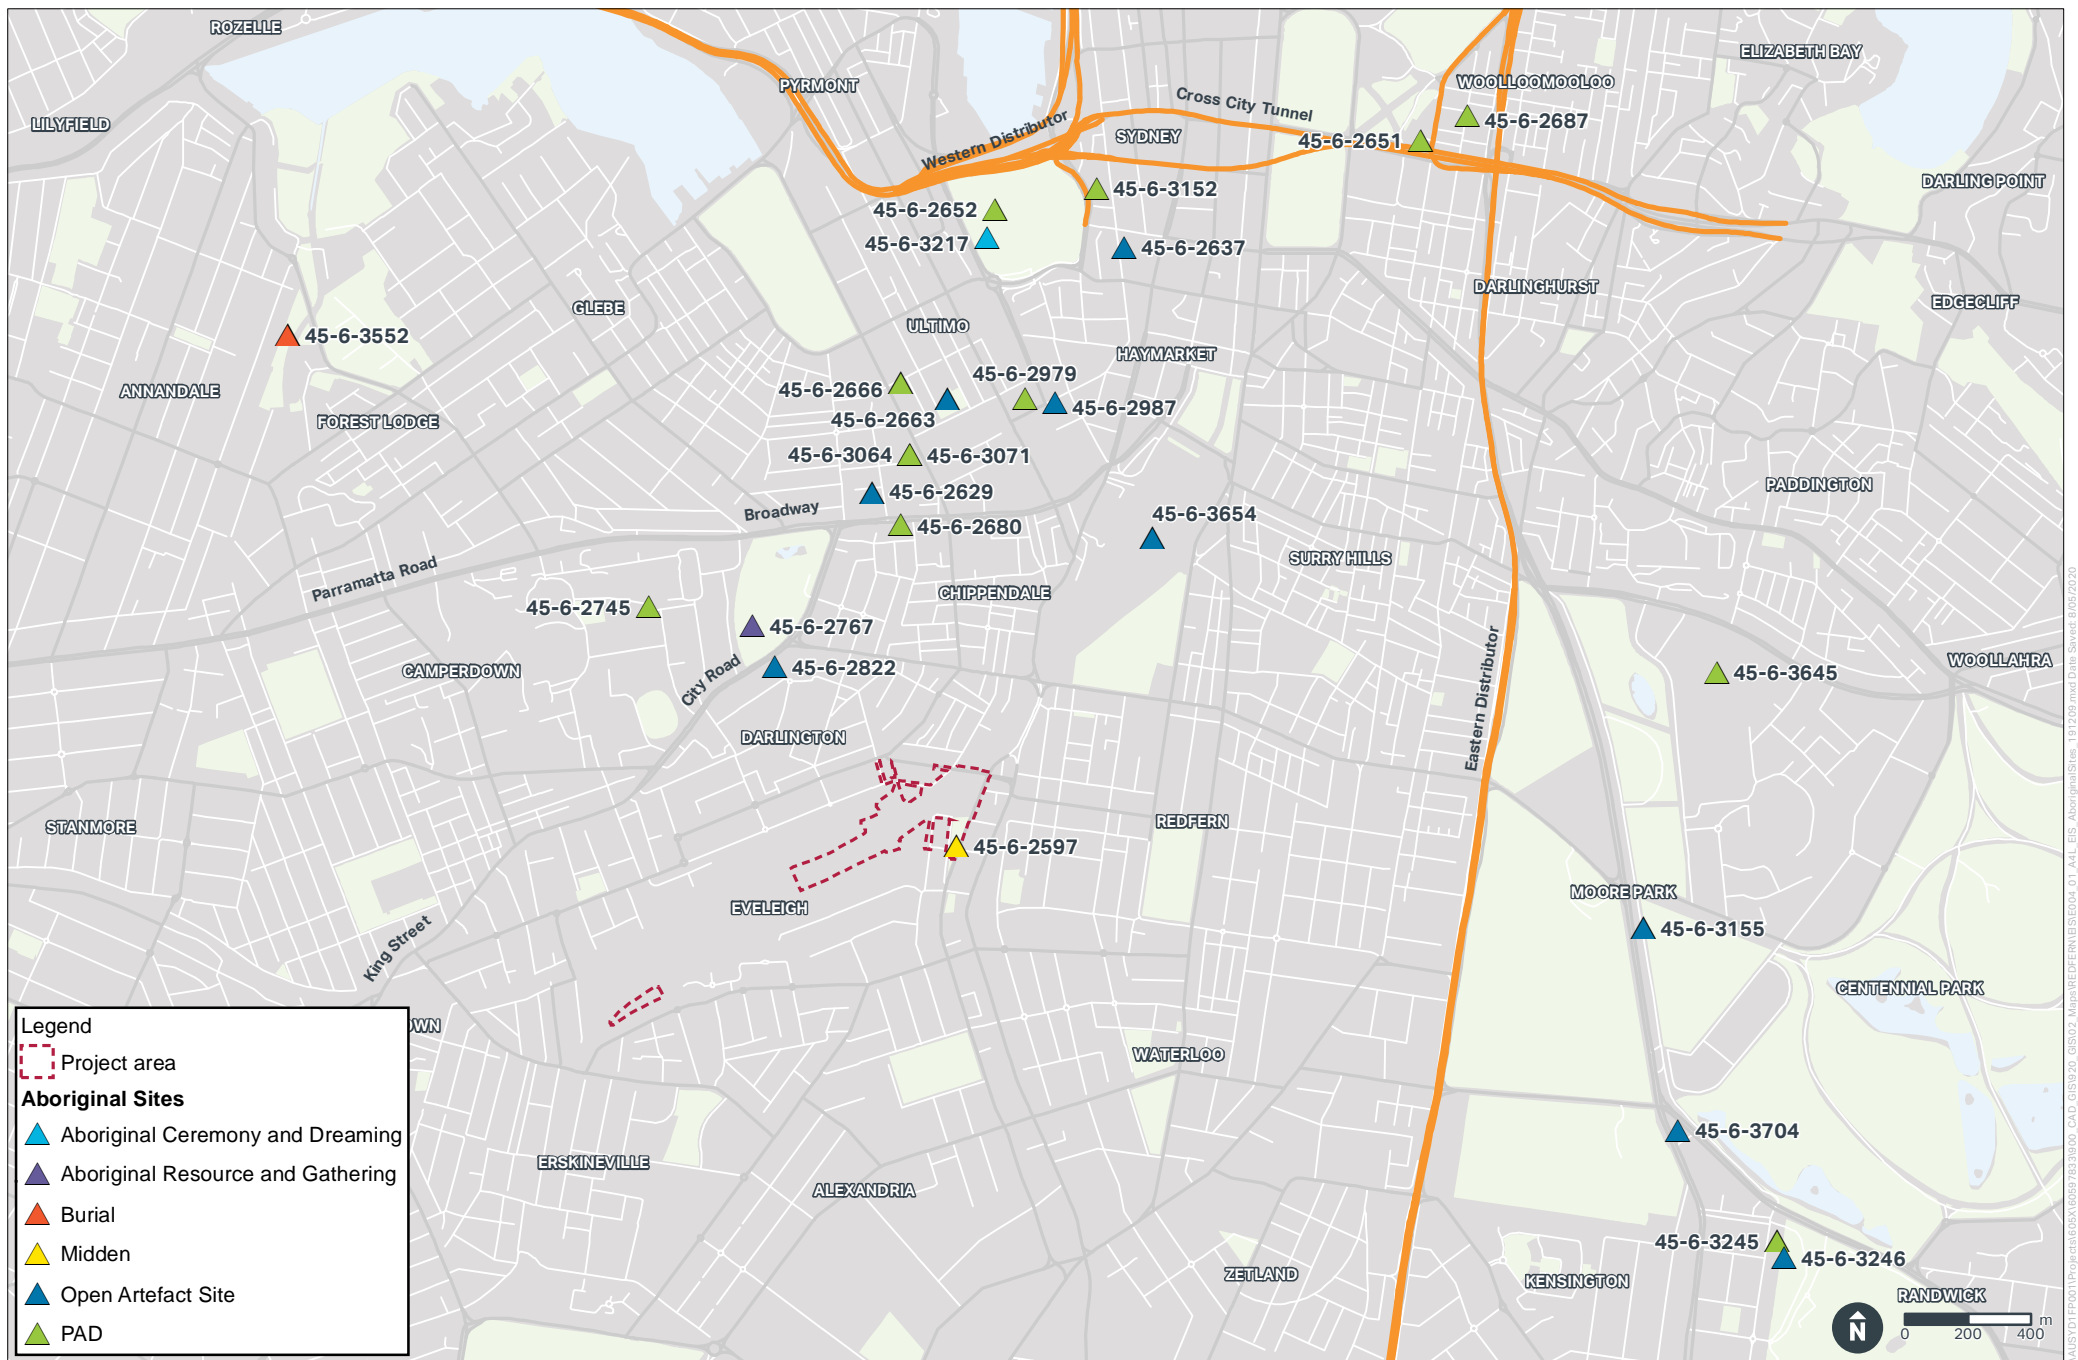 ROZELLE
ELIZABETH BAY
PYRMONT
WOOLLOOMOOLOO
Cross City Tunnel
LILYFIELD
Western Distributor
SYDNEY
45-6-2687
45-6-2651
DARLING POINT
45-6-3152
45-6-2652
45-6-3217
45-6-2637
DARLINGHURST
EDGECLIFF
GLEBE
ULTIMO
45-6-3552
HAYMARKET
45-6-2979
ANNANDALE
45-6-2666
45-6-2987
FOREST LODGE
45-6-2663
45-6-3064
45-6-3071
PADDINGTON
45-6-2629
Broadway
45-6-3654
45-6-2680
SURRY HILLS
Parramatta Road
CHIPPENDALE
45-6-2745
45-6-2767
WOOLLAHRA
CAMPERDOWN
45-6-2822
45-6-3645
City Road
Eastern Distributor
DARLINGTON
STANMORE
REDFERN
45-6-2597
MOORE PARK
EVELEIGH
45-6-3155
King Street
CENTENNIAL PARK
OWN
WATERLOO
45-6-3704
ERSKINEVILLE
ALEXANDRIA
45-6-3245
45-6-3246
ZETLAND
KENSINGTON
RANDWICK
Legend
Project area
Aboriginal Sites
Aboriginal Ceremony and Dreaming
Aboriginal Resource and Gathering
Burial
Midden
Open Artefact Site
PAD
N
m
0 200 400